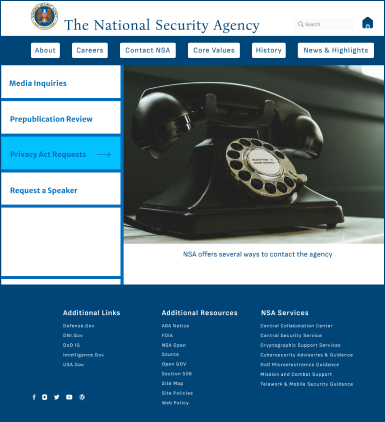 The National Security Agency
Search
About
Careers
Contact NSA
Core Values
History
News & Highlights
Media Inquiries
Prepublication Review
Privacy Act Requests
Request a Speaker
NSA offers several ways to contact the agency
Additional Links
Defense.Gov
DNI.Gov
DoD IG
Intelligence.Gov
USA.Gov
Additional Resources
ABA Notice
FOIA
NSA Open
Source
Open GOV
Section 508
Site Map
Site Policies
Web Policy
NSA Services
Central Collaboration Center
Central Security Service
Cryptographic Support Services
Cybersecurity Advisories & Guidance
DoD Microelectronics Guidance
Mission and Combat Support
Telework & Mobile Security Guidance